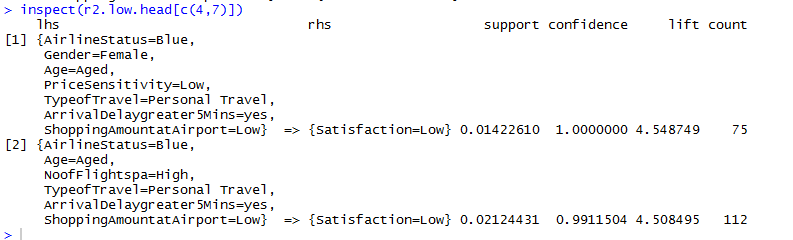 > inspect(r2.low.head[c(4,7)])
    lhs                               rhs                   support confidence     lift count
[1] {AirlineStatus=Blue,
     Gender=Female,
     Age=Aged,
     PriceSensitivity=Low,
     TypeofTravel=Personal Travel,
     ArrivalDelaygreater5Mins=yes,
     ShoppingAmountatAirport=Low}  => {Satisfaction=Low} 0.01422610  1.0000000 4.548749    75
[2] {AirlineStatus=Blue,
     Age=Aged,
     NoofFlightspa=High,
     TypeofTravel=Personal Travel,
     ArrivalDelaygreater5Mins=yes,
     ShoppingAmountatAirport=Low}  => {Satisfaction=Low} 0.02124431  0.9911504 4.508495   112
>